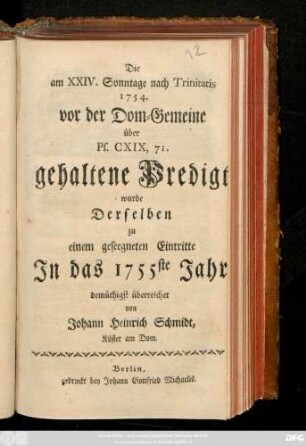 12.
Die
am XXIV. Sonntage nach Trinitatis
1754.
vor der Dom-Gemeine
über
Ps. CXIX, 71.
gehaltene Predigt
wurde
Derselben
zu
einem geseegneten Eintritte
In das 1755ste Jahr
demüthigst überreichet
von
Johann Heinrich Schmidt,
Küster am Dom.
Berlin,
gedruckt bey Johann Gottfried Michaelis.